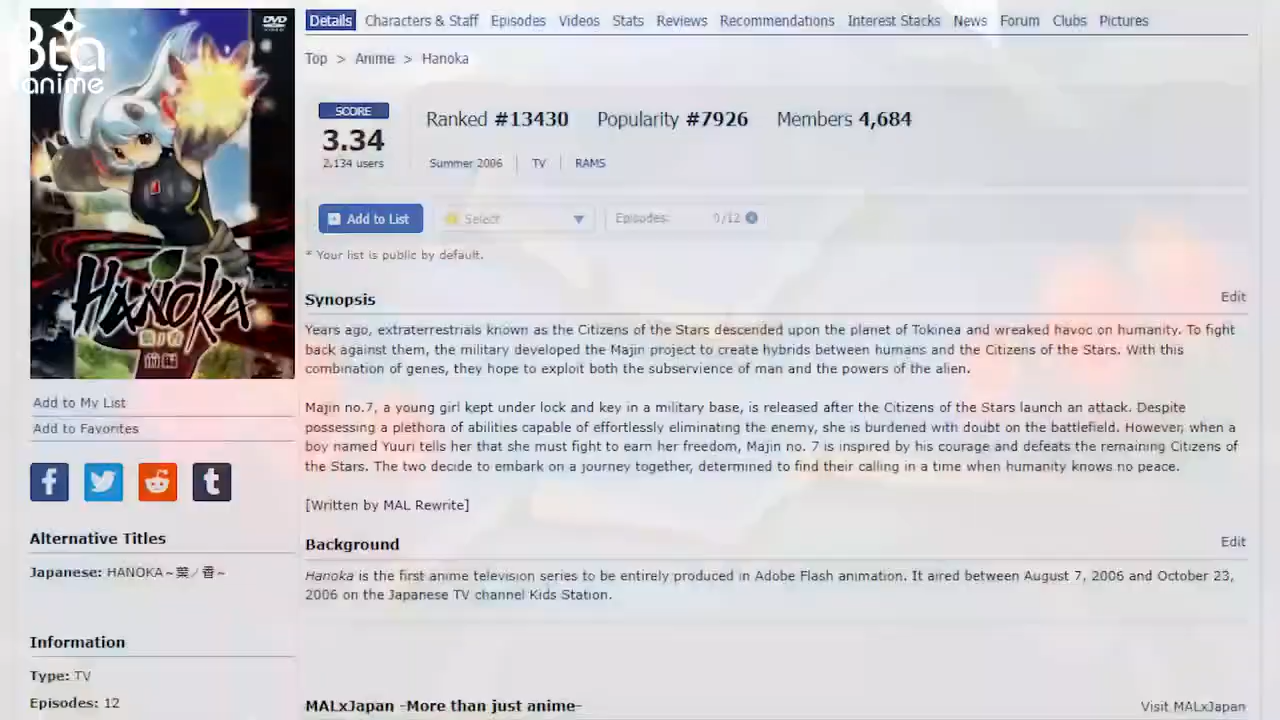 Bta
anime
DVD
HANOKA
前編
Details Characters & Staff Episodes Videos Stats Reviews Recommendations Interest Stacks News Forum Clubs Pictures
Top > Anime > Hanoka
SCORE
3.34
2,134 users
Ranked #13430 Popularity #7926 Members 4,684
Summer 2006 TV RAMS
Add to List Select Episodes: 0/12
* Your list is public by default.
Synopsis Edit
Years ago, extraterrestrials known as the Citizens of the Stars descended upon the planet of Tokinea and wreaked havoc on humanity. To fight
back against them, the military developed the Majin project to create hybrids between humans and the Citizens of the Stars. With this
combination of genes, they hope to exploit both the subservience of man and the powers of the alien.
Majin no.7, a young girl kept under lock and key in a military base, is released after the Citizens of the Stars launch an attack. Despite
possessing a plethora of abilities capable of effortlessly eliminating the enemy, she is burdened with doubt on the battlefield. However, when a
boy named Yuuri tells her that she must fight to earn her freedom, Majin no. 7 is inspired by his courage and defeats the remaining Citizens of
the Stars. The two decide to embark on a journey together, determined to find their calling in a time when humanity knows no peace.
[Written by MAL Rewrite]
Background Edit
Hanoka is the first anime television series to be entirely produced in Adobe Flash animation. It aired between August 7, 2006 and October 23,
2006 on the Japanese TV channel Kids Station.
MALxJapan -More than just anime- Visit MALxJapan
Add to My List
Add to Favorites
Alternative Titles
Japanese: HANOKA~葉ノ香~
Information
Type: TV
Episodes: 12